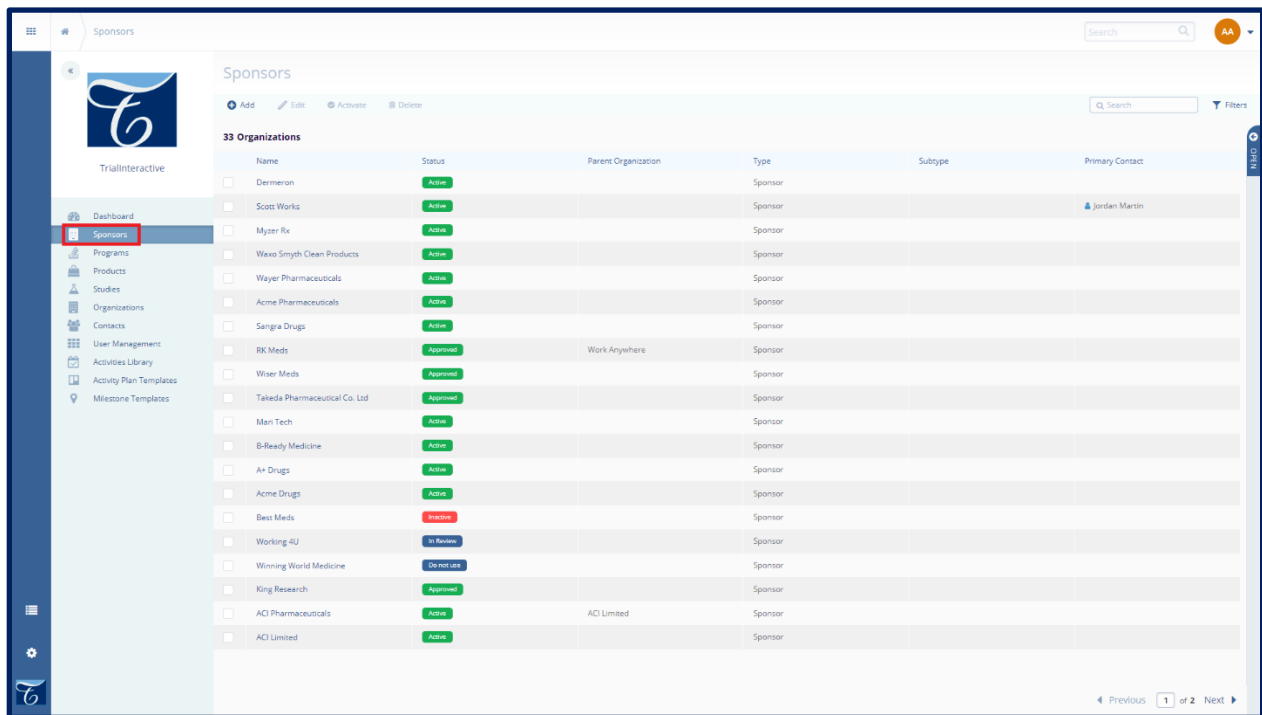 Sponsors
Search
AA
TrialInteractive
Dashboard
Sponsors
Programs
Products
Studies
Organizations
Contacts
User Management
Activities Library
Activity Plan Templates
Milestone Templates
Sponsors
Add Edit Activate Delete
Search Filters
OPEN
33 Organizations
Name Status Parent Organization Type Subtype Primary Contact
Dermeron Active Sponsor
Scott Works Active Sponsor Jordan Martin
Myzer Rx Active Sponsor
Waxo Smyth Clean Products Active Sponsor
Wayer Pharmaceuticals Active Sponsor
Acme Pharmaceuticals Active Sponsor
Sangra Drugs Active Sponsor
RK Meds Approved Work Anywhere Sponsor
Wiser Meds Approved Sponsor
Takeda Pharmaceutical Co. Ltd Approved Sponsor
Mari Tech Active Sponsor
B-Ready Medicine Active Sponsor
A+ Drugs Active Sponsor
Acme Drugs Active Sponsor
Best Meds Inactive Sponsor
Working 4U In Review Sponsor
Winning World Medicine Do not use Sponsor
King Research Approved Sponsor
ACI Pharmaceuticals Active ACI Limited Sponsor
ACI Limited Active Sponsor
Previous 1 of 2 Next